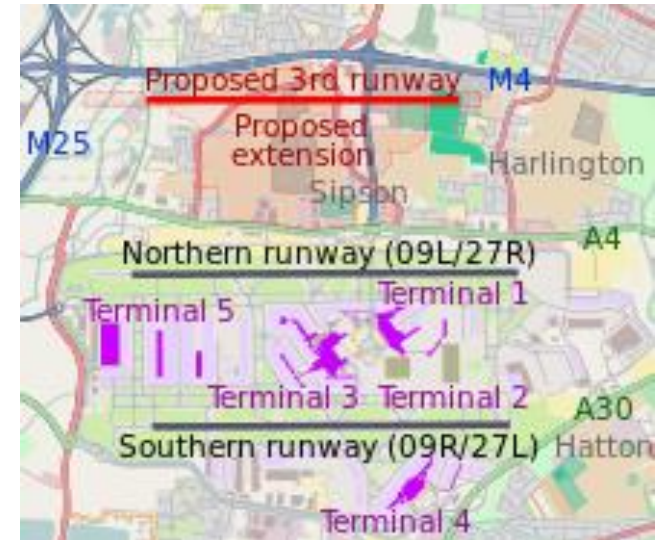 Proposed 3rd runway
M4
Proposed
extension
M25
Harlington
Sipson
A4
Northern runway (09L/27R)
Terminal 1
Terminal 5
Terminal 3
Terminal 2
A30
Southern runway (09R/27L)
Hatton
Terminal 4